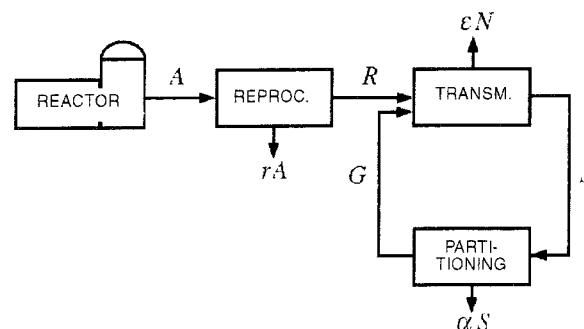 εN
A
R
REACTOR
REPROC.
TRANSM.
rA
G
PARTI-
TIONING
αS